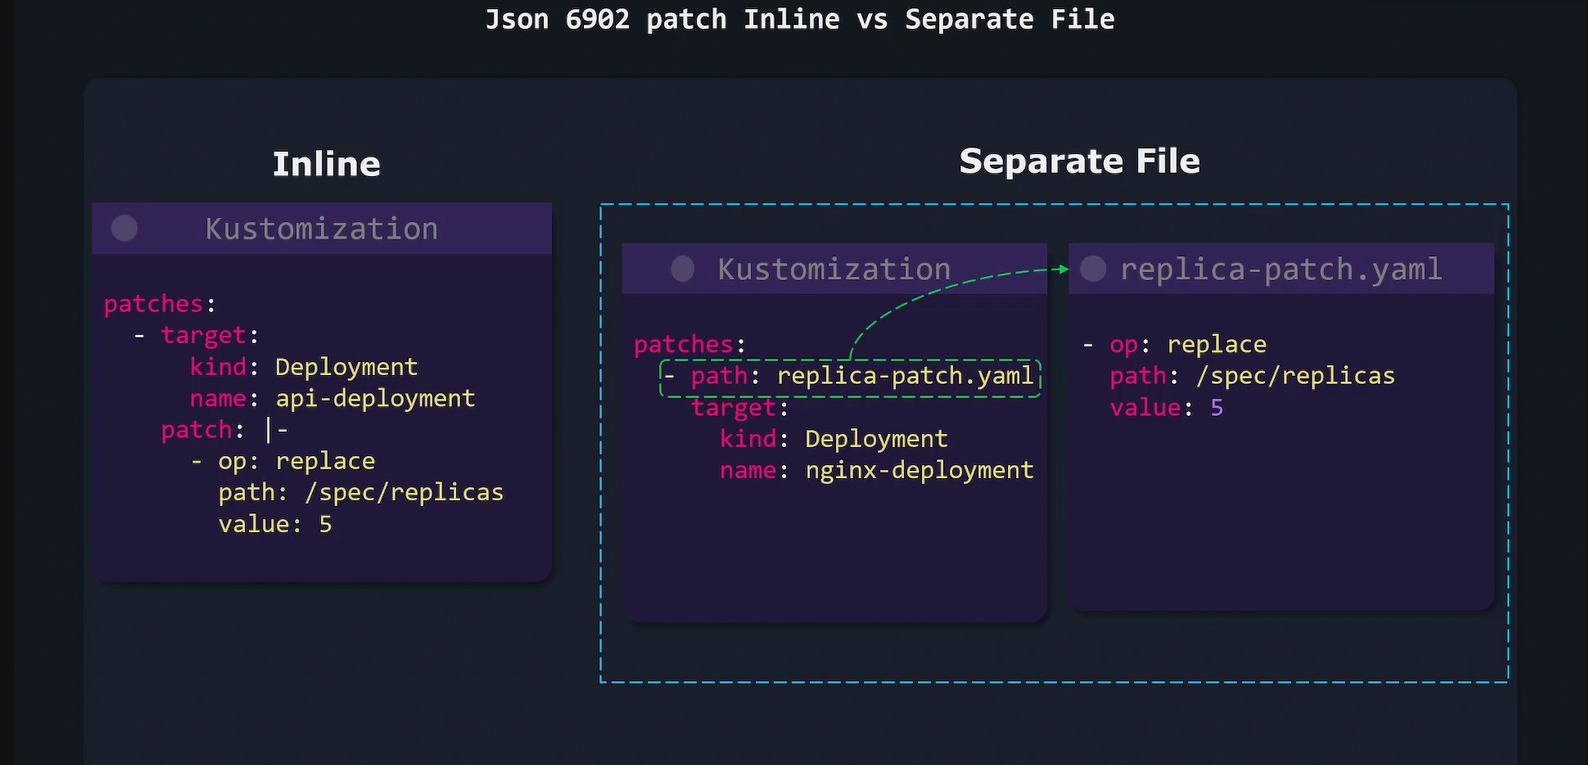 Json 6902 patch Inline vs Separate File
Inline
Kustomization
patches:
  - target:
      kind: Deployment
      name: api-deployment
    patch: |-
      - op: replace
        path: /spec/replicas
        value: 5
Separate File
Kustomization
patches:
  - path: replica-patch.yaml
    target:
      kind: Deployment
      name: nginx-deployment
replica-patch.yaml
- op: replace
  path: /spec/replicas
  value: 5